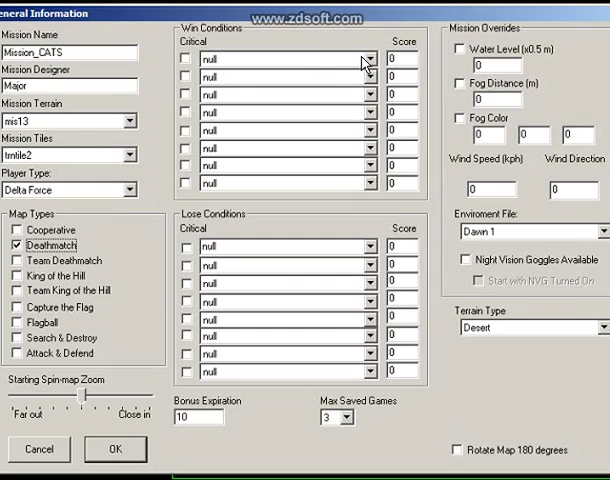 eneral Information
www.zdsoft.com
Mission Name
Mission_CATS
Mission Designer
Major
Mission Terrain
mis13
Mission Tiles
trntile2
Player Type:
Delta Force
Map Types
Cooperative
Deathmatch
Team Deathmatch
King of the Hill
Team King of the Hill
Capture the Flag
Flagball
Search & Destroy
Attack & Defend
Starting Spin-map Zoom
Far out Close in
Cancel OK
Win Conditions
Critical Score
null 0
null 0
null 0
null 0
null 0
null 0
null 0
null 0
Lose Conditions
Critical Score
null 0
null 0
null 0
null 0
null 0
null 0
null 0
null 0
Bonus Expiration Max Saved Games
10 3
Mission Overrides
Water Level (x0.5 m)
0
Fog Distance (m)
0
Fog Color
0 0 0
Wind Speed (kph) Wind Direction
0 0
Enviroment File:
Dawn 1
Night Vision Goggles Available
Start with NVG Turned On
Terrain Type
Desert
Rotate Map 180 degrees